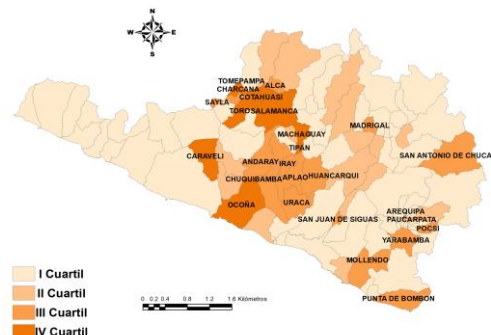 N
W E
S
TOMEPAMPA
CHARCANA
ALCA
COTAHUASI
SAYLA
TORO
SALAMANCA
MACHAGUAY
TIPAN
MADRIGAL
SAN ANTONIO DE CHUCA
CARAVELI
ANDARAY
IRAY
CHUQUIBAMBA
APLAO
HUANCARQUI
OCOÑA
URACA
SAN JUAN DE SIGUAS
AREQUIPA
PAUCARPATA
POCSI
YARABAMBA
MOLLENDO
PUNTA DE BOMBON
I Cuartil
II Cuartil
III Cuartil
IV Cuartil
0 0.2 0.4 0.8 1.2 1.6 Kilómetros